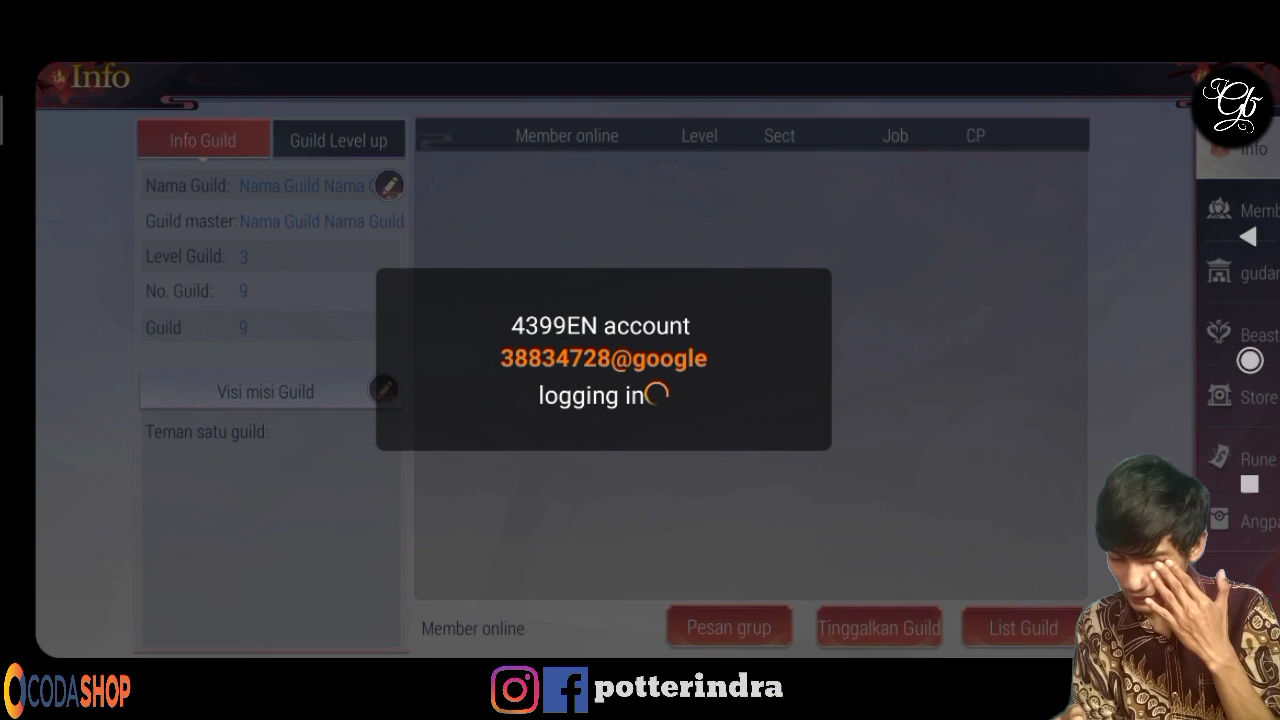 Info
Info Guild
Guild Level up
Nama Guild: Nama Guild Nama
Guild master: Nama Guild Nama Guild
Level Guild: 3
No. Guild: 9
Guild 9
Visi misi Guild
Teman satu guild:
Member online Level Sect Job CP
4399EN account
38834728@google
logging in
Member online
Pesan grup
Tinggalkan Guild
List Guild
Info
Memb
gudan
Beast
Store
Rune
Angpa
CODASHOP
potterindra